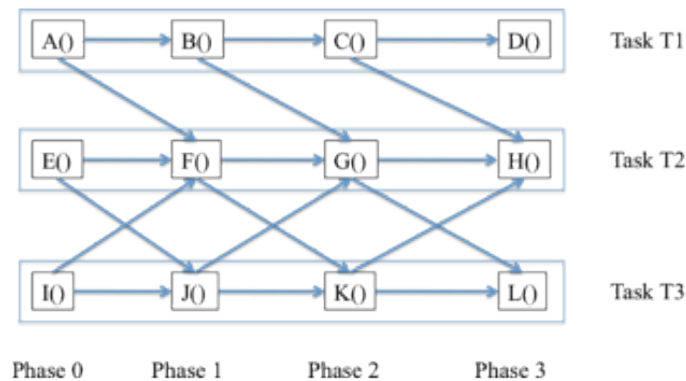 A() B() C() D() Task T1
E() F() G() H() Task T2
I() J() K() L() Task T3
Phase 0 Phase 1 Phase 2 Phase 3